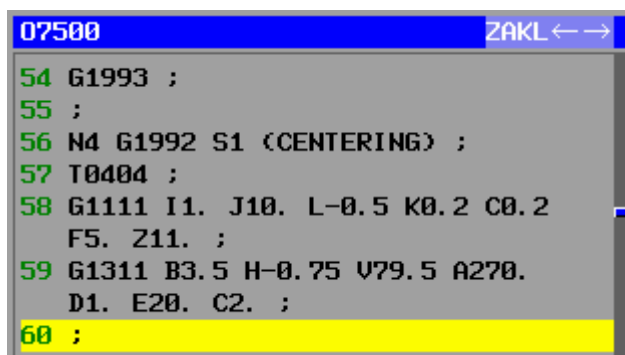 O7500 ZAKL←→
54 G1993 ;
55 ;
56 N4 G1992 S1 (CENTERING) ;
57 T0404 ;
58 G1111 I1. J10. L-0.5 K0.2 C0.2
F5. Z11. ;
59 G1311 B3.5 H-0.75 V79.5 A270.
D1. E20. C2. ;
60 ;